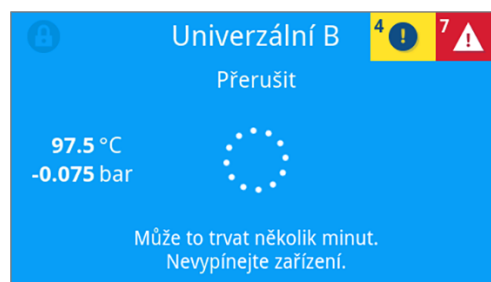 Univerzální B
4
7
Přerušit
97.5 °C
-0.075 bar
Může to trvat několik minut.
Nevypínejte zařízení.